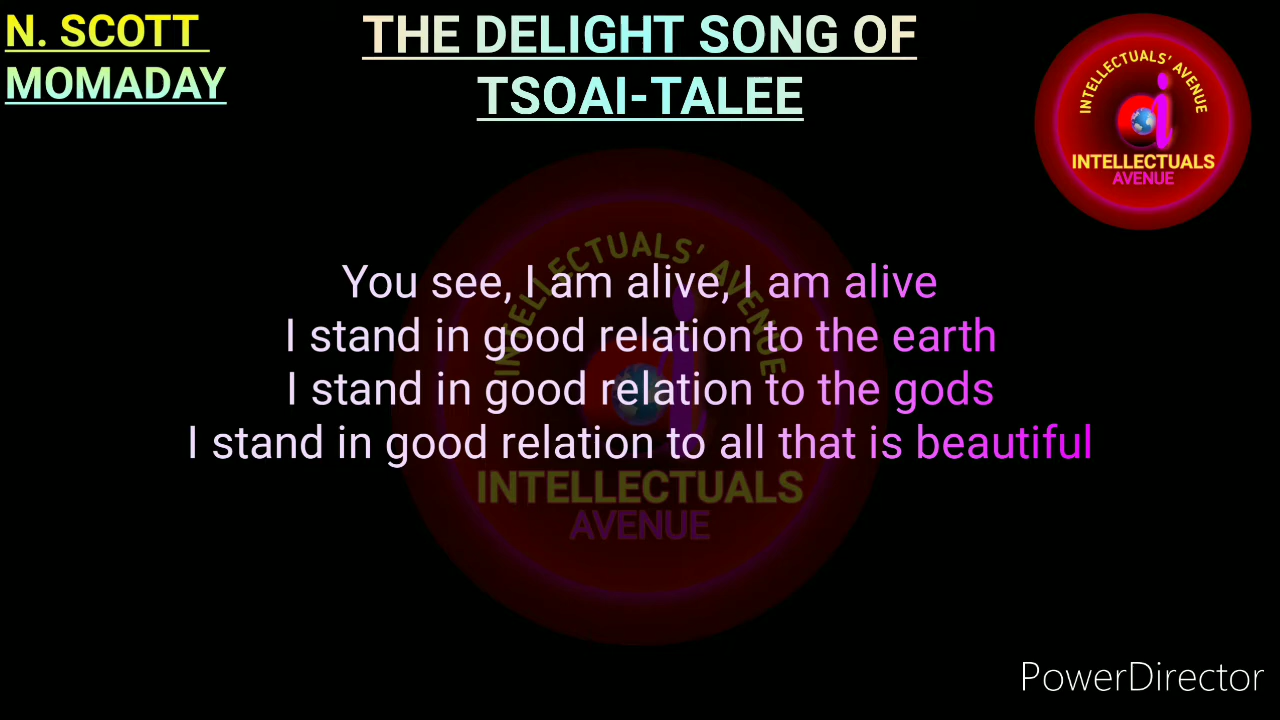 N. SCOTT
MOMADAY
THE DELIGHT SONG OF
TSOAI-TALEE
INTELLECTUALS' AVENUE
i
INTELLECTUALS
AVENUE
You see, I am alive, I am alive
I stand in good relation to the earth
I stand in good relation to the gods
I stand in good relation to all that is beautiful
INTELLECTUALS' AVENUE
i
INTELLECTUALS
AVENUE
PowerDirector